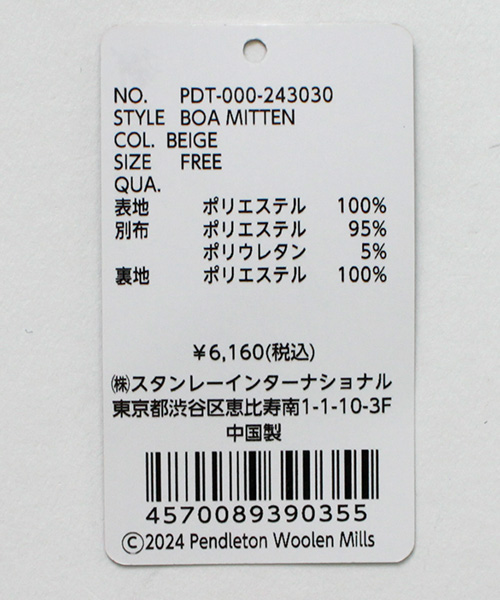 NO. PDT-000-243030
STYLE BOA MITTEN
COL. BEIGE
SIZE FREE
QUA.
表地 ポリエステル 100%
別布 ポリエステル 95%
ポリウレタン 5%
裏地 ポリエステル 100%
¥6,160(税込)
㈱スタンレーインターナショナル
東京都渋谷区恵比寿南1-1-10-3F
中国製
4570089390355
©2024 Pendleton Woolen Mills